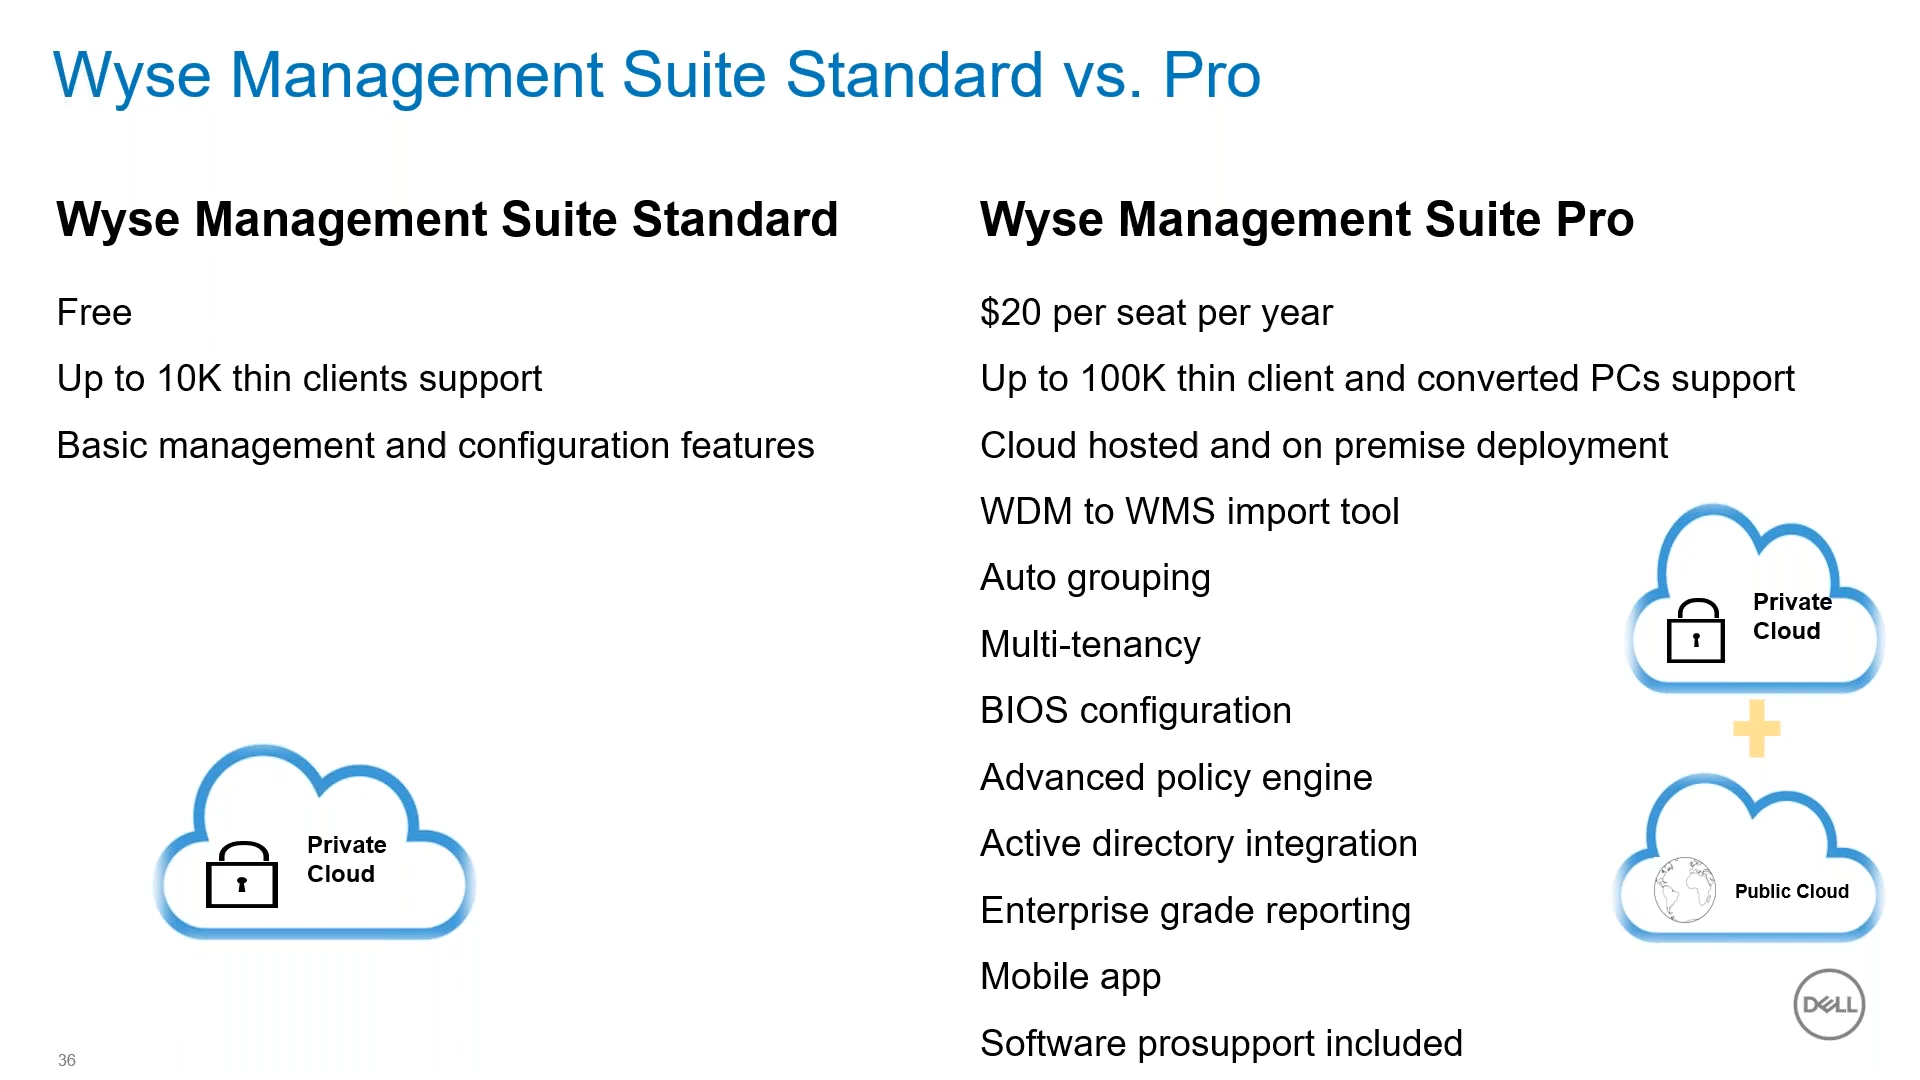 Wyse Management Suite Standard vs. Pro
Wyse Management Suite Standard
Free
Up to 10K thin clients support
Basic management and configuration features
Private
Cloud
Wyse Management Suite Pro
$20 per seat per year
Up to 100K thin client and converted PCs support
Cloud hosted and on premise deployment
WDM to WMS import tool
Auto grouping
Multi-tenancy
BIOS configuration
Advanced policy engine
Active directory integration
Enterprise grade reporting
Mobile app
Software prosupport included
Private
Cloud
Public Cloud
DELL
36